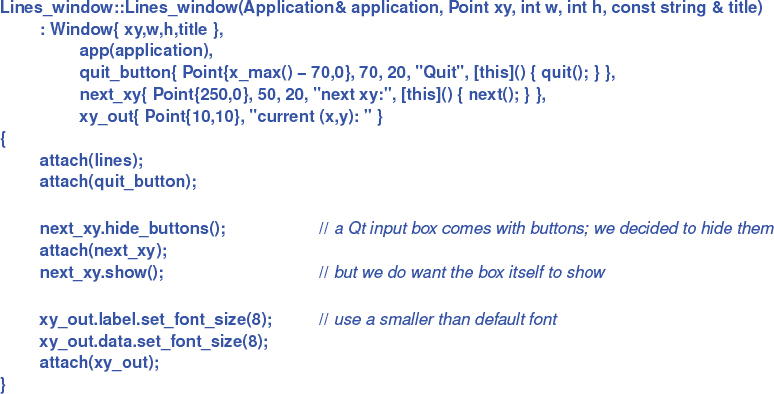 Lines_window::Lines_window(Application& application, Point xy, int w, int h, const string & title)
: Window{ xy,w,h,title },
app(application),
quit_button{ Point{x_max() – 70,0}, 70, 20, "Quit", [this]() { quit(); } },
next_xy{ Point{250,0}, 50, 20, "next xy:", [this]() { next(); } },
xy_out{ Point{10,10}, "current (x,y): " }
{
attach(lines);
attach(quit_button);
next_xy.hide_buttons(); // a Qt input box comes with buttons; we decided to hide them
attach(next_xy);
next_xy.show(); // but we do want the box itself to show
xy_out.label.set_font_size(8); // use a smaller than default font
xy_out.data.set_font_size(8);
attach(xy_out);
}